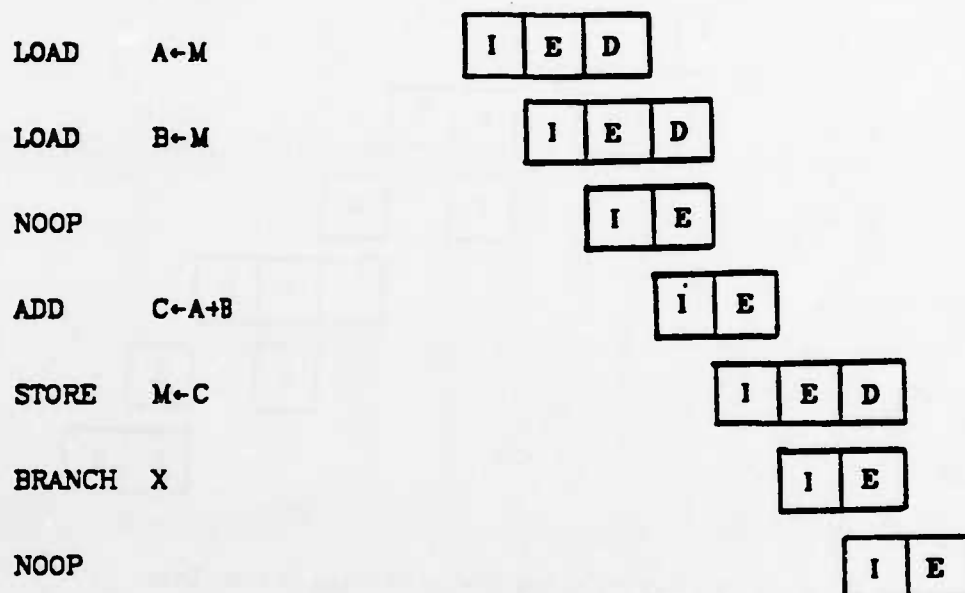 LOAD A←M I E D
LOAD B←M I E D
NOOP I E
ADD C←A+B I E
STORE M←C I E D
BRANCH X I E
NOOP I E